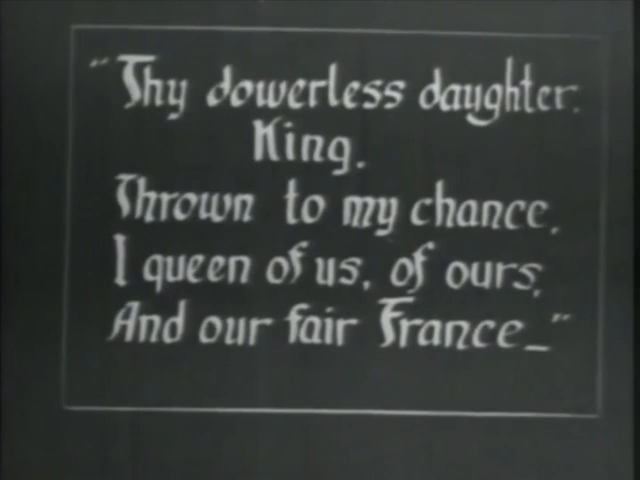 "Thy dowerless daughter.
King.
Thrown to my chance,
I queen of us, of ours,
And our fair France_"